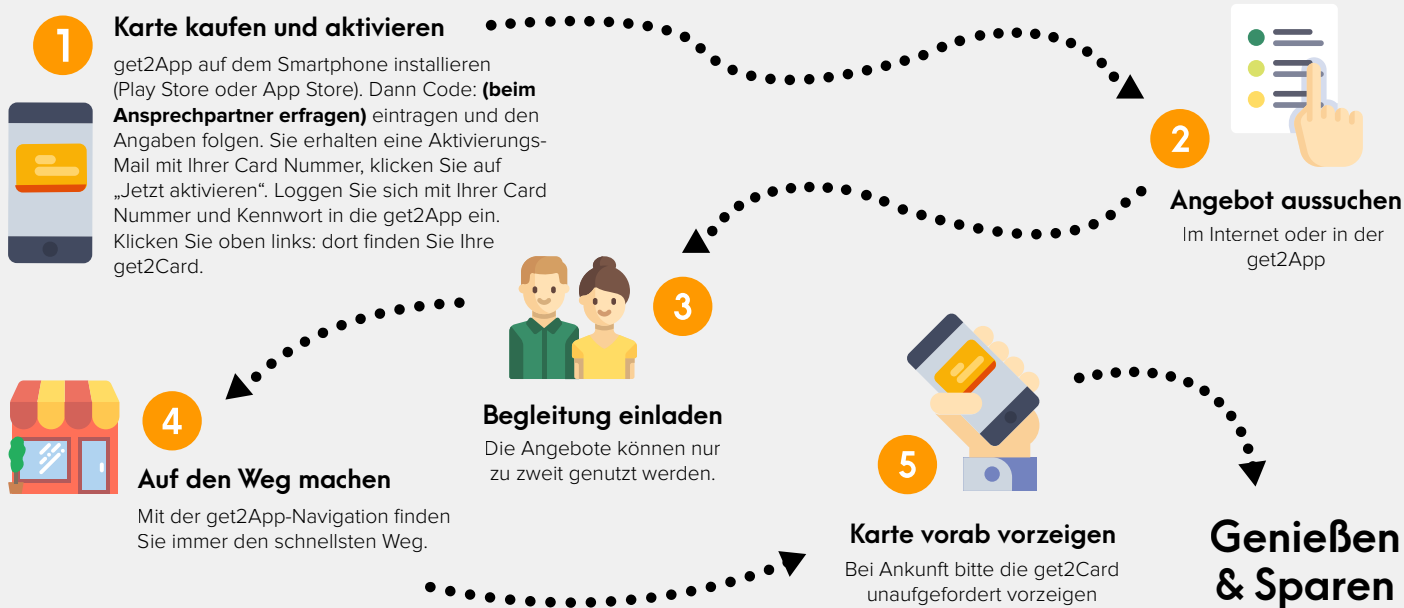 1
Karte kaufen und aktivieren
get2App auf dem Smartphone installieren
(Play Store oder App Store). Dann Code: (beim
Ansprechpartner erfragen) eintragen und den
Angaben folgen. Sie erhalten eine Aktivierungs-
Mail mit Ihrer Card Nummer, klicken Sie auf
„Jetzt aktivieren“. Loggen Sie sich mit Ihrer Card
Nummer und Kennwort in die get2App ein.
Klicken Sie oben links: dort finden Sie Ihre
get2Card.
2
Angebot aussuchen
Im Internet oder in der
get2App
3
Begleitung einladen
Die Angebote können nur
zu zweit genutzt werden.
4
Auf den Weg machen
Mit der get2App-Navigation finden
Sie immer den schnellsten Weg.
5
Karte vorab vorzeigen
Bei Ankunft bitte die get2Card
unaufgefordert vorzeigen
Genießen
& Sparen